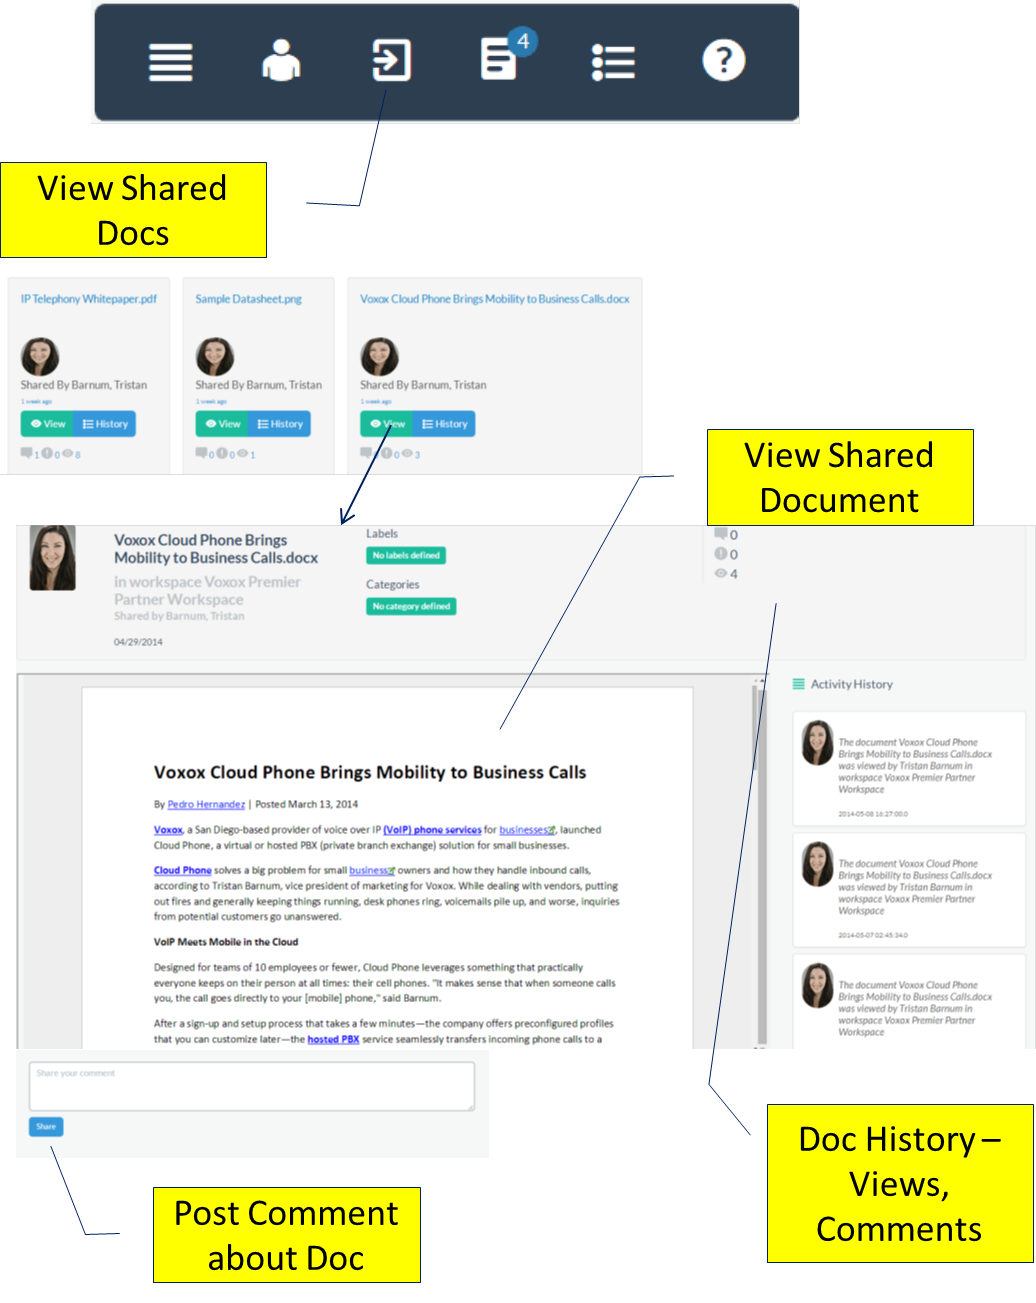 4
View Shared
Docs
IP Telephony Whitepaper.pdf
Shared By Barnum, Tristan
1 week ago
View History
1 0 8
Sample Datasheet.png
Shared By Barnum, Tristan
1 week ago
View History
0 0 1
Voxox Cloud Phone Brings Mobility to Business Calls.docx
Shared By Barnum, Tristan
1 week ago
View History
0 3
View Shared
Document
Voxox Cloud Phone Brings
Mobility to Business Calls.docx
in workspace Voxox Premier
Partner Workspace
Shared by Barnum, Tristan
04/29/2014
Labels
No labels defined
Categories
No category defined
0
0
4
Voxox Cloud Phone Brings Mobility to Business Calls
By Pedro Hernandez | Posted March 13, 2014
Voxox, a San Diego-based provider of voice over IP (VoIP) phone services for businesses, launched
Cloud Phone, a virtual or hosted PBX (private branch exchange) solution for small businesses.
Cloud Phone solves a big problem for small business owners and how they handle inbound calls,
according to Tristan Barnum, vice president of marketing for Voxox. While dealing with vendors, putting
out fires and generally keeping things running, desk phones ring, voicemails pile up, and worse, inquiries
from potential customers go unanswered.
VoIP Meets Mobile in the Cloud
Designed for teams of 10 employees or fewer, Cloud Phone leverages something that practically
everyone keeps on their person at all times: their cell phones. "It makes sense that when someone calls
you, the call goes directly to your [mobile] phone," said Barnum.
After a sign-up and setup process that takes a few minutes—the company offers preconfigured profiles
that you can customize later—the hosted PBX service seamlessly transfers incoming phone calls to a
Activity History
The document Voxox Cloud Phone
Brings Mobility to Business Calls.docx
was viewed by Tristan Barnum in
workspace Voxox Premier Partner
Workspace
2014-05-08 16:27:00.0
The document Voxox Cloud Phone
Brings Mobility to Business Calls.docx
was viewed by Tristan Barnum in
workspace Voxox Premier Partner
Workspace
2014-05-07 02:45:34.0
The document Voxox Cloud Phone
Brings Mobility to Business Calls.docx
was viewed by Tristan Barnum in
workspace Voxox Premier Partner
Workspace
Share your comment
Share
Post Comment
about Doc
Doc History –
Views,
Comments